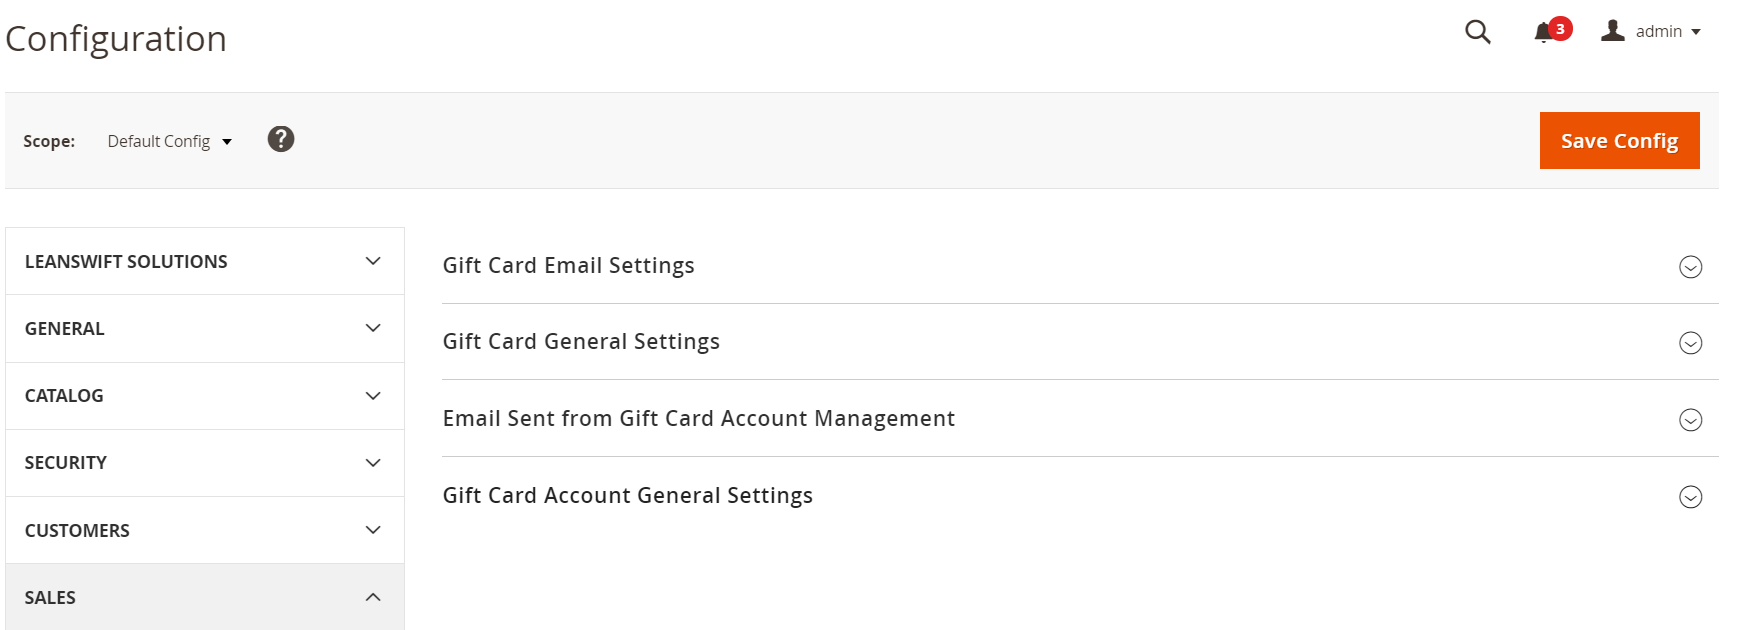 Configuration
3
admin
Scope: Default Config ?
Save Config
LEANSWIFT SOLUTIONS
GENERAL
CATALOG
SECURITY
CUSTOMERS
SALES
Gift Card Email Settings
Gift Card General Settings
Email Sent from Gift Card Account Management
Gift Card Account General Settings